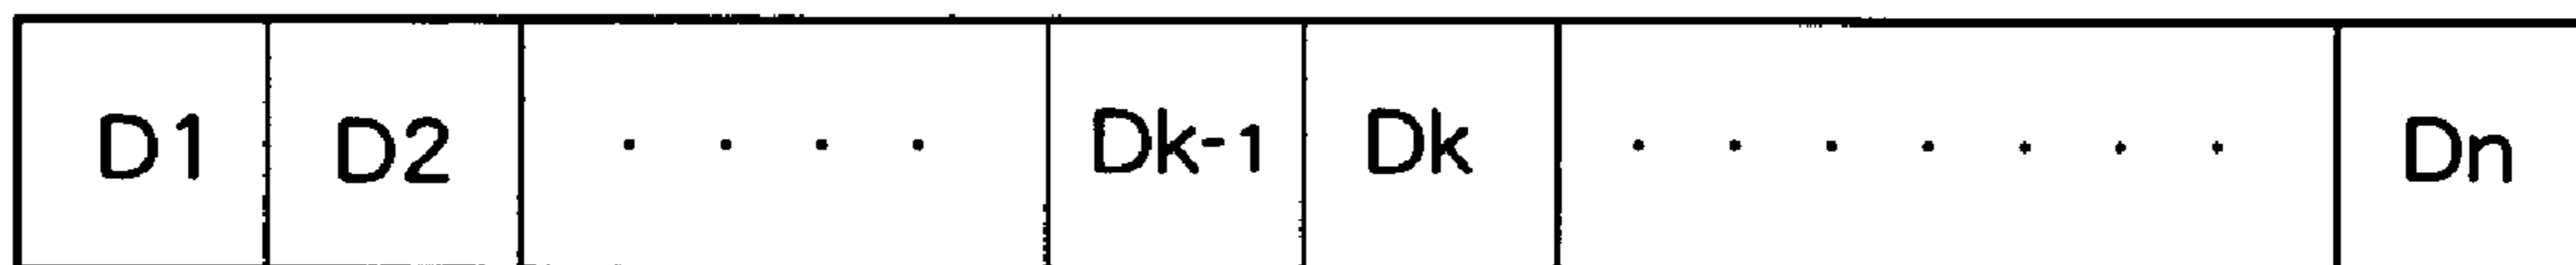 D1 D2 . . . . Dk-1 Dk . . . . . . . Dn